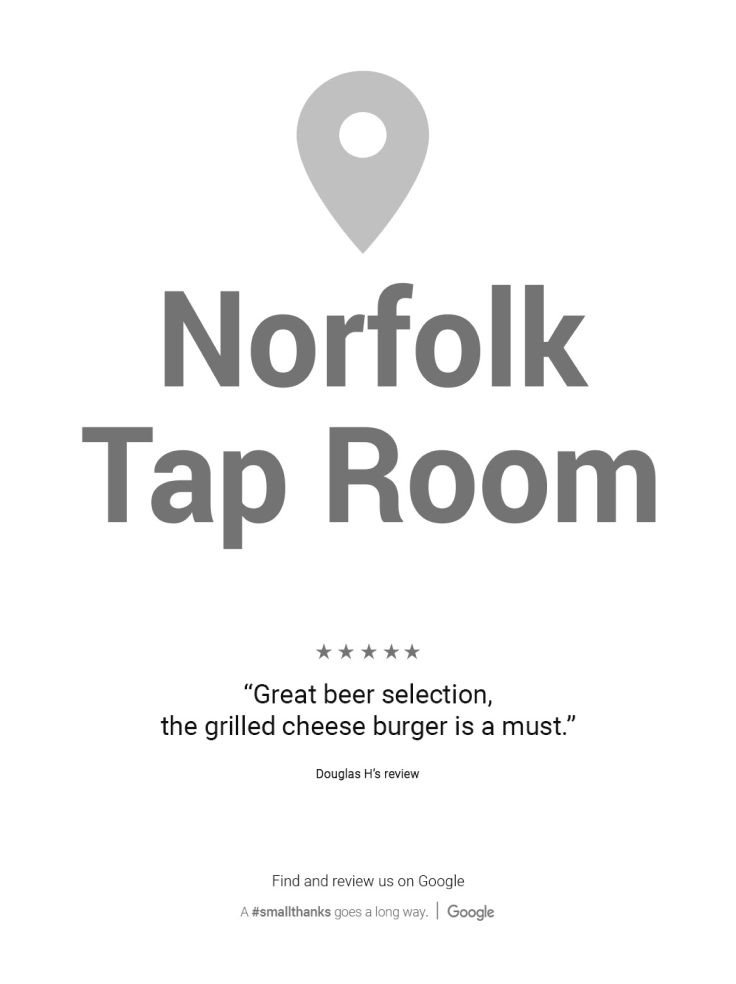 Norfolk
Tap Room
★★★★★
“Great beer selection,
the grilled cheese burger is a must.”
Douglas H’s review
Find and review us on Google
A #smallthanks goes a long way. | Google